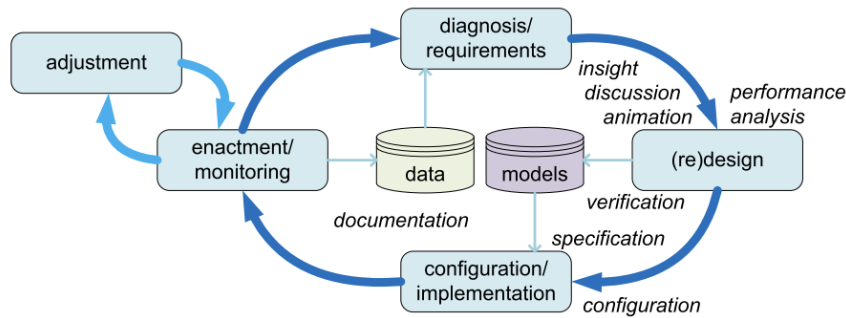 diagnosis/
requirements
adjustment
insight
discussion
animation
performance
analysis
enactment/
monitoring
data
models
(re)design
verification
documentation
specification
configuration/
implementation
configuration